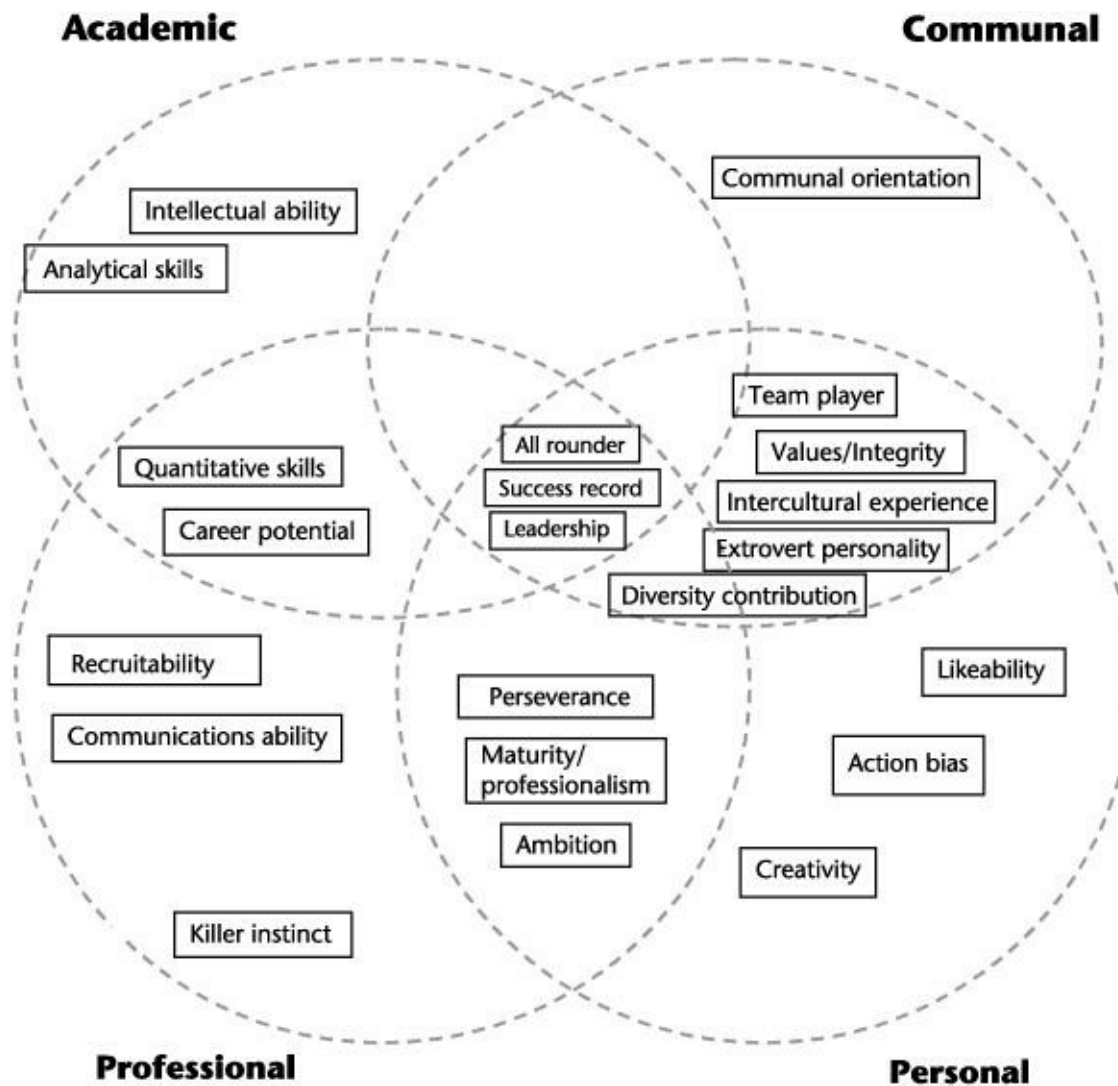 Academic
Communal
Communal orientation
Intellectual ability
Analytical skills
Team player
All rounder
Values/Integrity
Quantitative skills
Success record
Intercultural experience
Career potential
Leadership
Extrovert personality
Diversity contribution
Recruitability
Likeability
Perseverance
Communications ability
Maturity/
professionalism
Action bias
Ambition
Creativity
Killer instinct
Professional
Personal